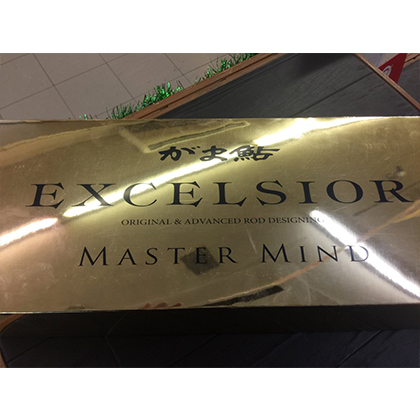 がま鮎
EXCELSIOR
ORIGINAL & ADVANCED ROD DESIGNING
MASTER MIND